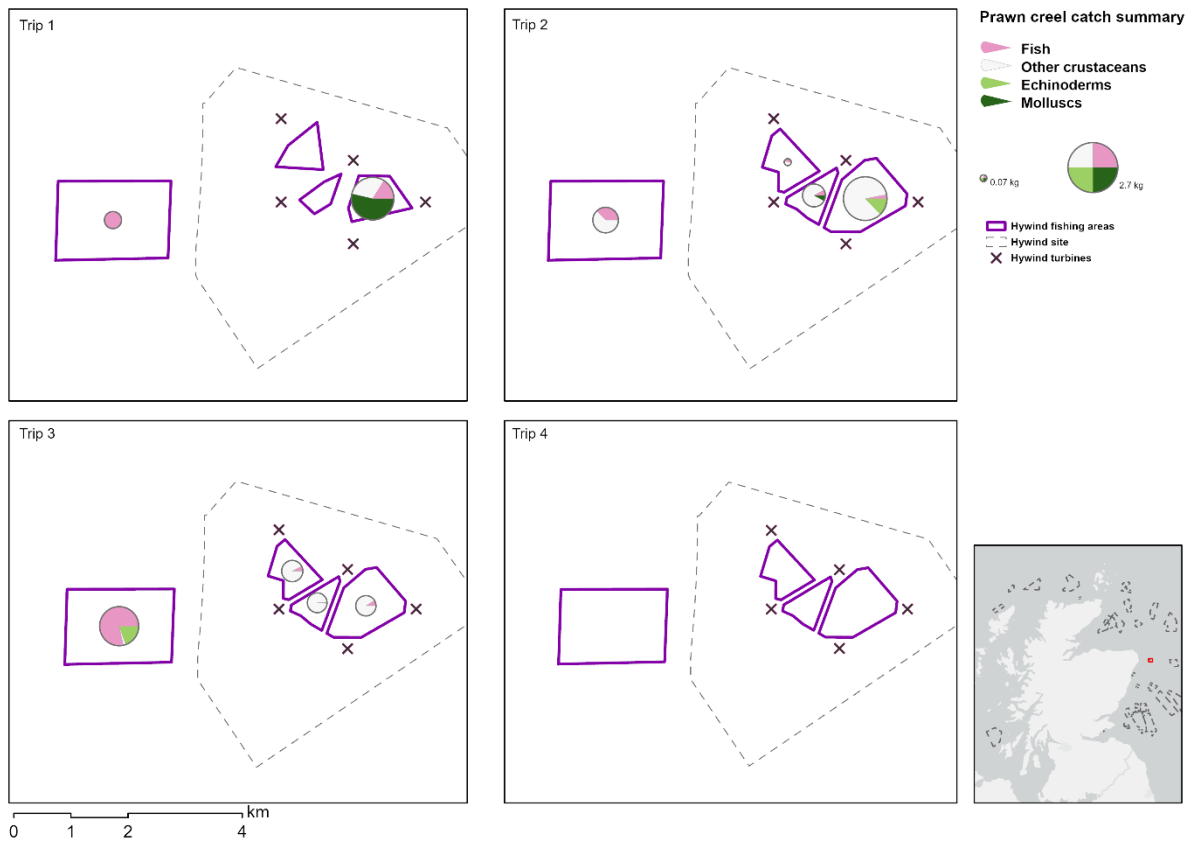 Trip 1
Trip 2
Prawn creel catch summary
Fish
Other crustaceans
Echinoderms
Molluscs
0.07 kg
2.7 kg
Hywind fishing areas
Hywind site
Hywind turbines
Trip 3
Trip 4
km
0 1 2 4